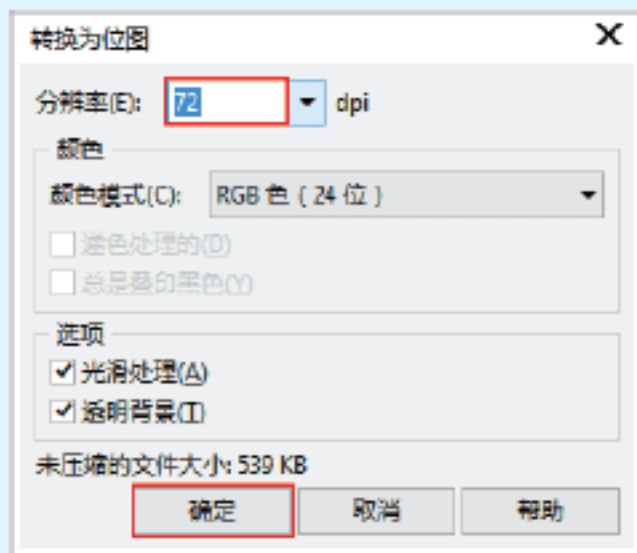 转换为位图
分辨率(E): 72 dpi
颜色
颜色模式(C): RGB 色 ( 24 位 )
递色处理的(D)
总是叠印黑色(Y)
选项
光滑处理(A)
透明背景(T)
未压缩的文件大小: 539 KB
确定 取消 帮助